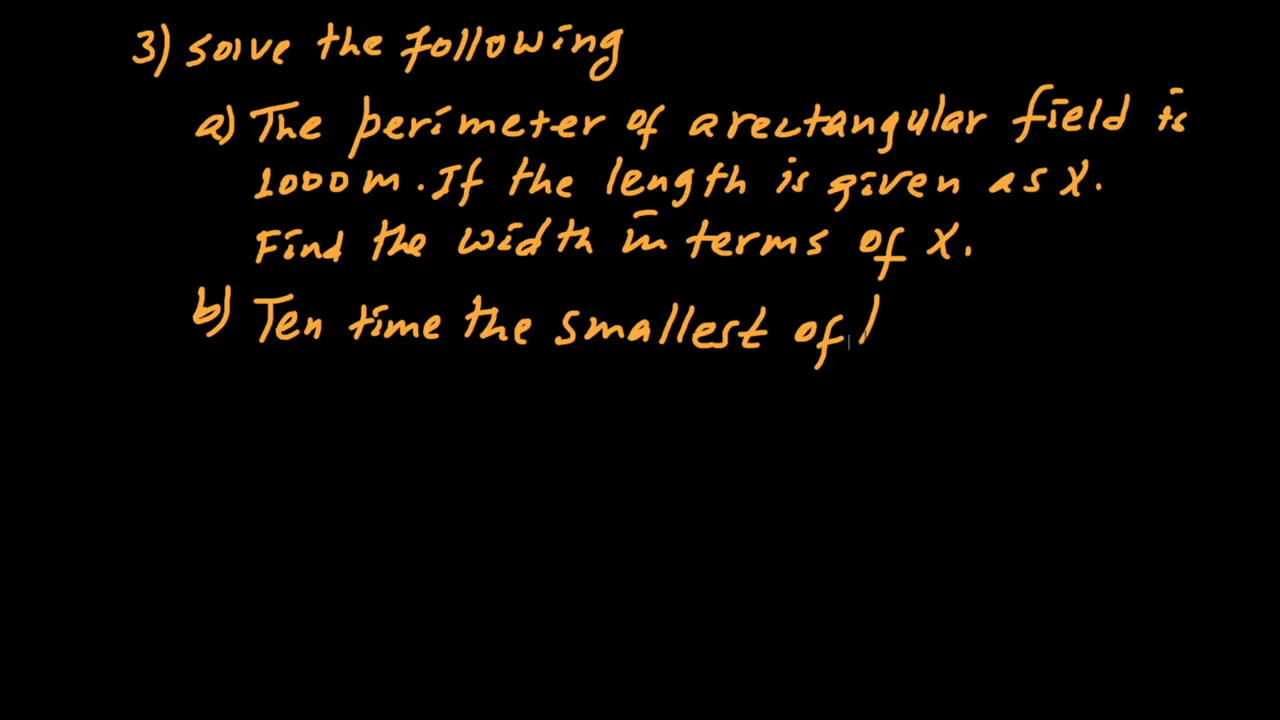 3) solve the following
a) The perimeter of a rectangular field is
1000m. If the length is given as X.
Find the width in terms of X.
b) Ten time the smallest of